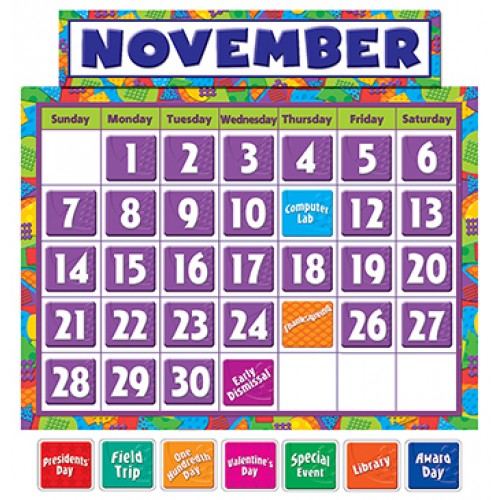 NOVEMBER
Sunday Monday Tuesday Wednesday Thursday Friday Saturday
1 2 3 4 5 6
7 8 9 10 Computer Lab 12 13
14 15 16 17 18 19 20
21 22 23 24 Thanksgiving 26 27
28 29 30 Early Dismissal
Presidents' Day
Field Trip
One Hundredth Day
Valentine's Day
Special Event
Library
Award Day